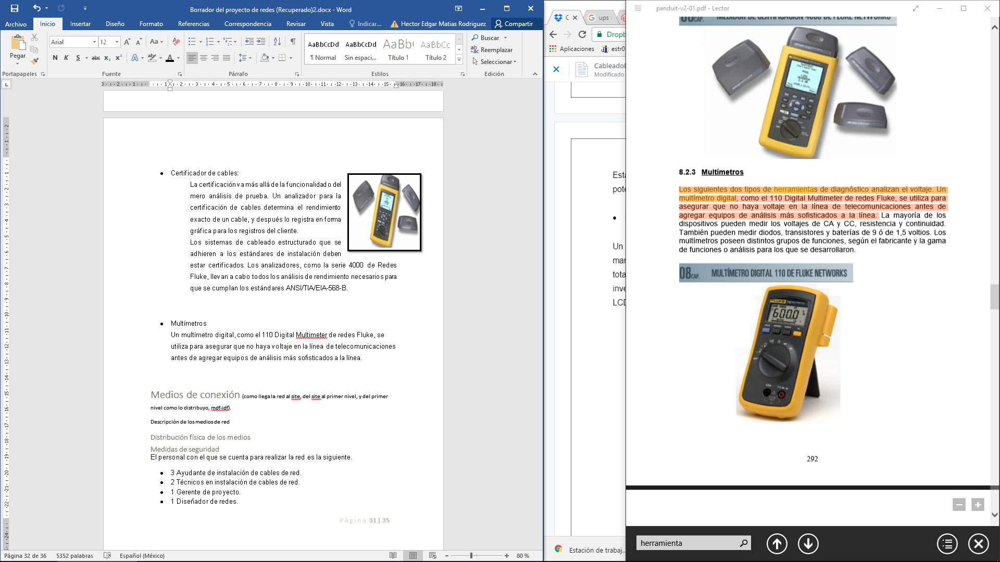 Borrador del proyecto de redes (Recuperado)2.docx - Word
Archivo
Inicio
Insertar
Diseño
Formato
Referencias
Correspondencia
Revisar
Vista
Indicar...
Hector Edgar Matias Rodriguez
Compartir
Pegar
Arial
12
Aa
N K S abc x₂ x²
A
AaBbCcDd AaBbCcDd AaBb( AaBbCc
¶ Normal Sin espaci... Título 1 Título 2
Buscar
Reemplazar
Seleccionar
Portapapeles
Fuente
Párrafo
Estilos
Edición
• Certificador de cables:
La certificación va más allá de la funcionalidad o del
mero análisis de prueba. Un analizador para la
certificación de cables determina el rendimiento
exacto de un cable, y después lo registra en forma
gráfica para los registros del cliente.
Los sistemas de cableado estructurado que se
adhieren a los estándares de instalación deben
estar certificados. Los analizadores, como la serie 4000 de Redes
Fluke, llevan a cabo todos los análisis de rendimiento necesarios para
que se cumplan los estándares ANSI/TIA/EIA-568-B.
• Multímetros
Un multímetro digital, como el 110 Digital Multimeter de redes Fluke, se
utiliza para asegurar que no haya voltaje en la línea de telecomunicaciones
antes de agregar equipos de análisis más sofisticados a la línea.
Medios de conexión (como llega la red al site, del site al primer nivel, y del primer
nivel como lo distribuyo, mdf-idf).
Descripción de los medios de red
Distribución física de los medios
Medidas de seguridad
El personal con el que se cuenta para realizar la red es la siguiente.
• 3 Ayudante de instalación de cables de red.
• 2 Técnicos en instalación de cables de red.
• 1 Gerente de proyecto.
• 1 Diseñador de redes.
Página 31 | 35
Página 32 de 36
5352 palabras
Español (México)
80 %
C
ups
Dropb
Aplicaciones
estr0
CableadoE
Modificado
Esta
pote
•
Un
mar
tota
inve
LCD
Estación de trabaj...
panduit-v2-01.pdf - Lector
08CAP. MEDIDOR DE CERTIFICACIÓN 4000 DE FLUKE NETWORKS
8.2.3 Multímetros
Los siguientes dos tipos de herramientas de diagnóstico analizan el voltaje. Un
multímetro digital, como el 110 Digital Multimeter de redes Fluke, se utiliza para
asegurar que no haya voltaje en la línea de telecomunicaciones antes de
agregar equipos de análisis más sofisticados a la línea. La mayoría de los
dispositivos pueden medir los voltajes de CA y CC, resistencia y continuidad.
También pueden medir diodos, transistores y baterías de 9 ó de 1,5 voltios. Los
multímetros poseen distintos grupos de funciones, según el fabricante y la gama
de funciones o análisis para los que se desarrollaron.
08CAP. MULTÍMETRO DIGITAL 110 DE FLUKE NETWORKS
FLUKE
600.0
292
herramienta